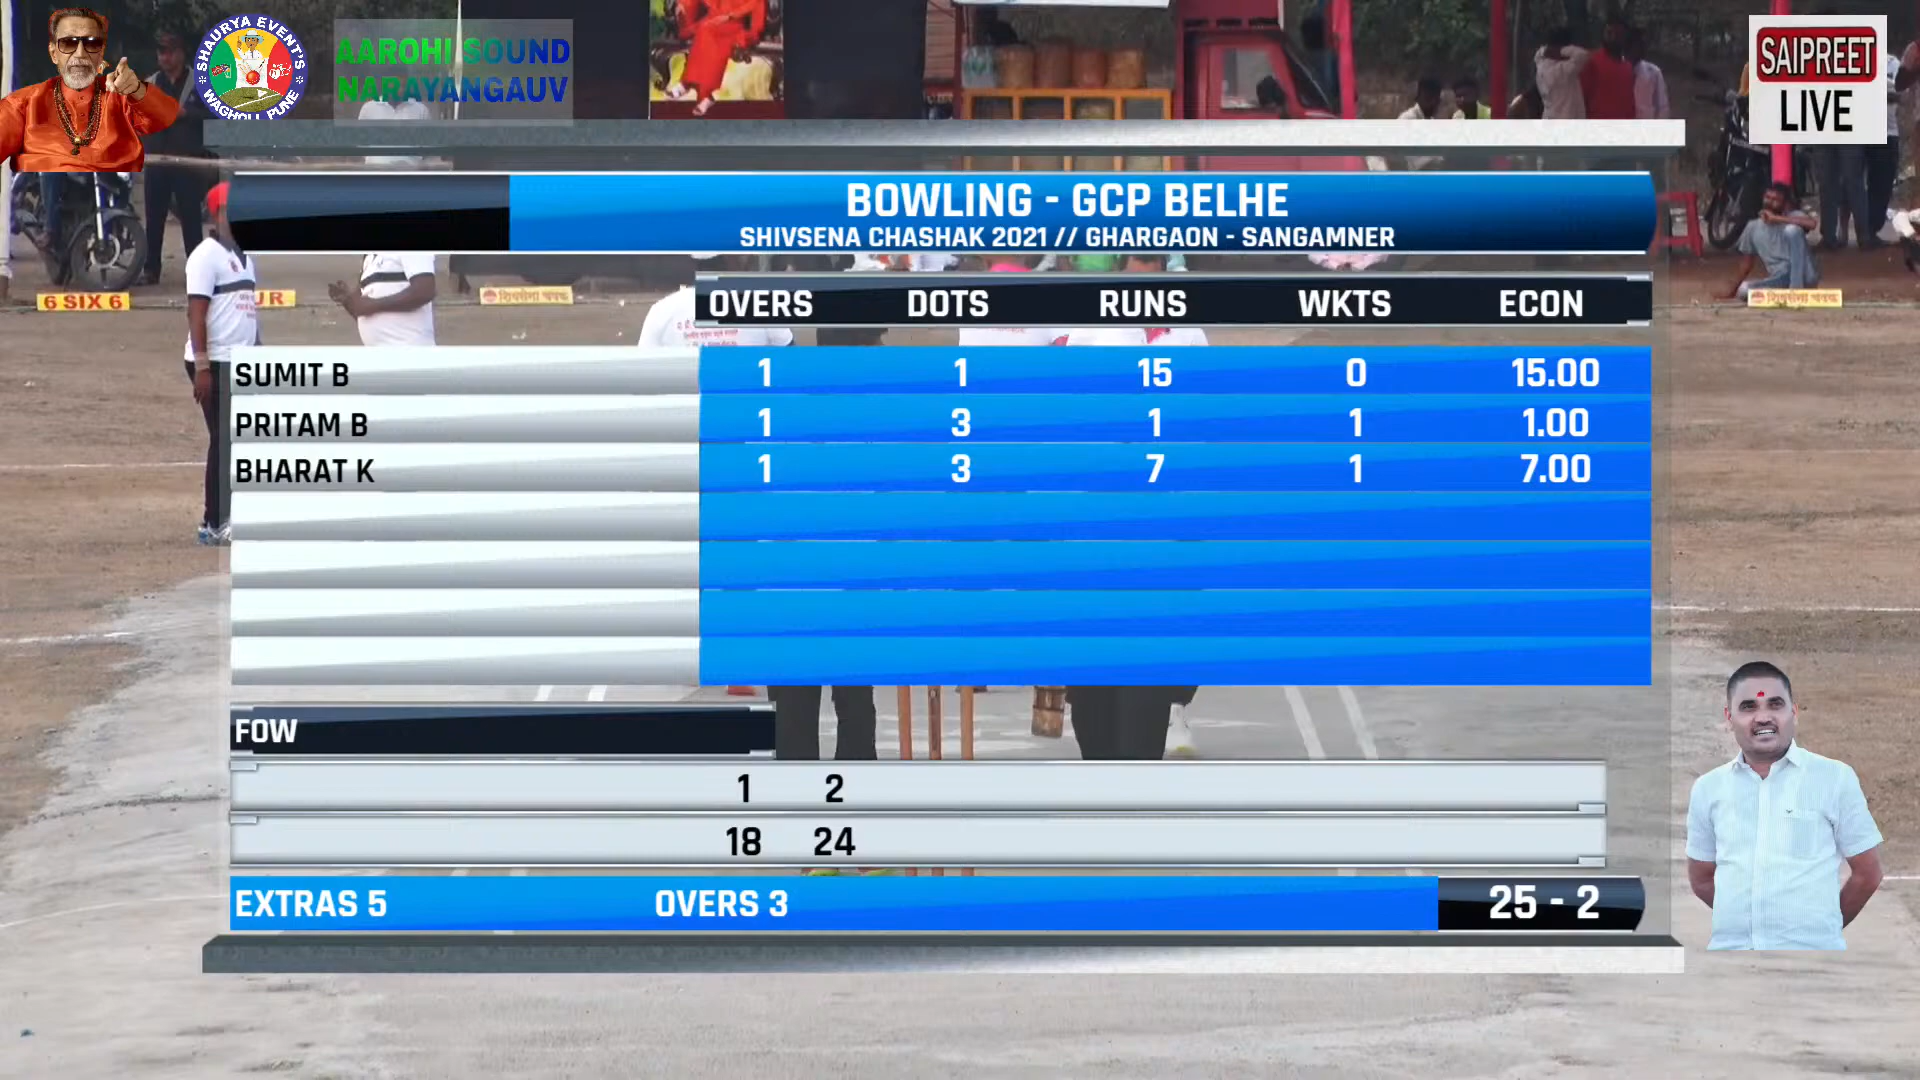 SHAURYA EVENT'S
WAGHOLI, PUNE
AAROHI SOUND
NARAYANGAUV
SAIPREET
LIVE
BOWLING - GCP BELHE
SHIVSENA CHASHAK 2021 // GHARGAON - SANGAMNER
6 SIX 6
OVERS DOTS RUNS WKTS ECON
SUMIT B 1 1 15 0 15.00
PRITAM B 1 3 1 1 1.00
BHARAT K 1 3 7 1 7.00
FOW
1 2
18 24
EXTRAS 5 OVERS 3 25 - 2